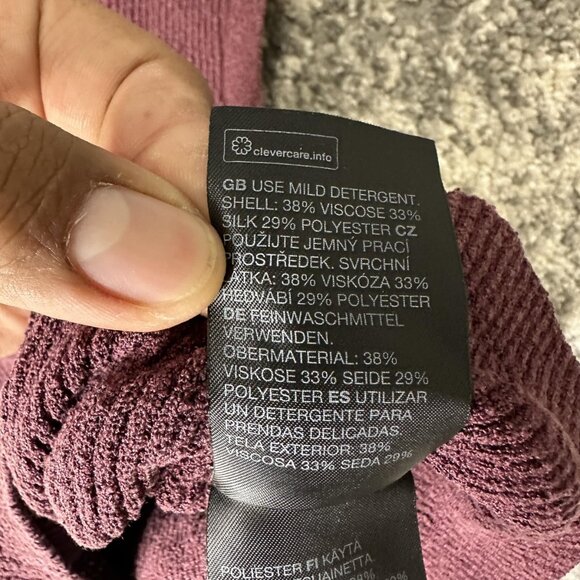 clevercare.info
GB USE MILD DETERGENT.
SHELL: 38% VISCOSE 33%
SILK 29% POLYESTER CZ
POUŽIJTE JEMNÝ PRACÍ
PROSTŘEDEK. SVRCHNÍ
LÁTKA: 38% VISKÓZA 33%
HEDVÁBÍ 29% POLYESTER
DE FEINWASCHMITTEL
VERWENDEN.
OBERMATERIAL: 38%
VISKOSE 33% SEIDE 29%
POLYESTER ES UTILIZAR
UN DETERGENTE PARA
PRENDAS DELICADAS.
TELA EXTERIOR: 38%
VISCOSA 33% SEDA 29%
POLIÉSTER FI KÄYTÄ